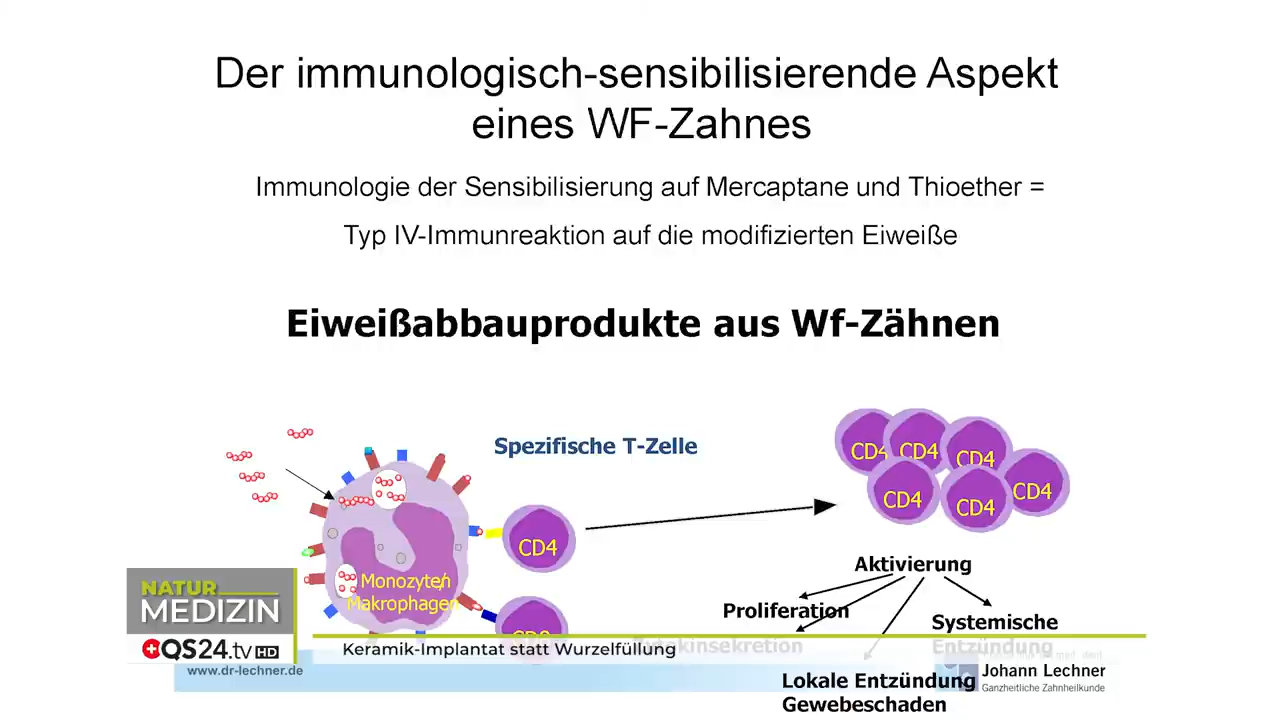 Der immunologisch-sensibilisierende Aspekt
eines WF-Zahnes
Immunologie der Sensibilisierung auf Mercaptane und Thioether =
Typ IV-Immunreaktion auf die modifizierten Eiweiße
Eiweißabbauprodukte aus Wf-Zähnen
Spezifische T-Zelle
CD4
CD4
CD4
CD4
CD4
CD4
CD4
Monozyten/
Makrophagen
CD8
Aktivierung
Proliferation
Zytokinsekretion
Systemische
Entzündung
Lokale Entzündung
Gewebeschaden
NATUR
MEDIZIN
QS24.tv HD
Keramik-Implantat statt Wurzelfüllung
www.dr-lechner.de
Johann Lechner
Ganzheitliche Zahnheilkunde